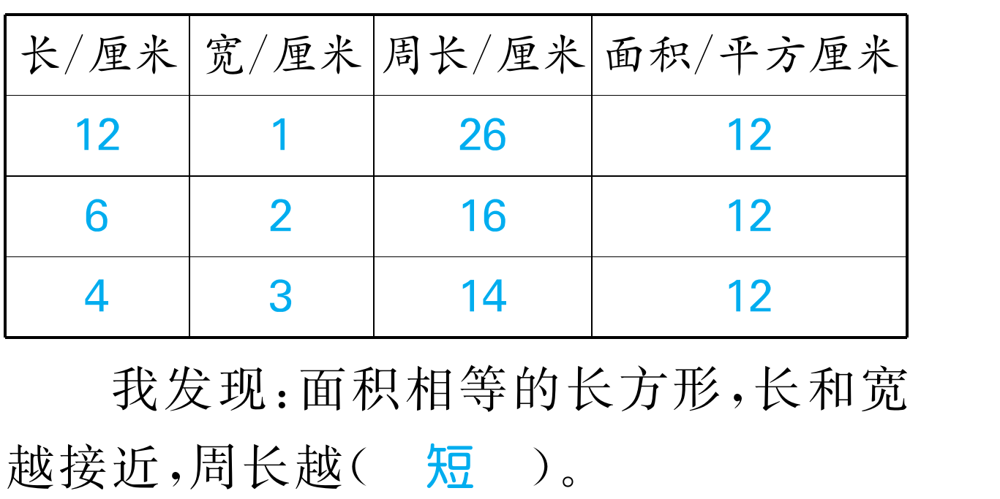 长/厘米 宽/厘米 周长/厘米 面积/平方厘米
12 1 26 12
6 2 16 12
4 3 14 12
我发现:面积相等的长方形,长和宽
越接近,周长越( 短 )。